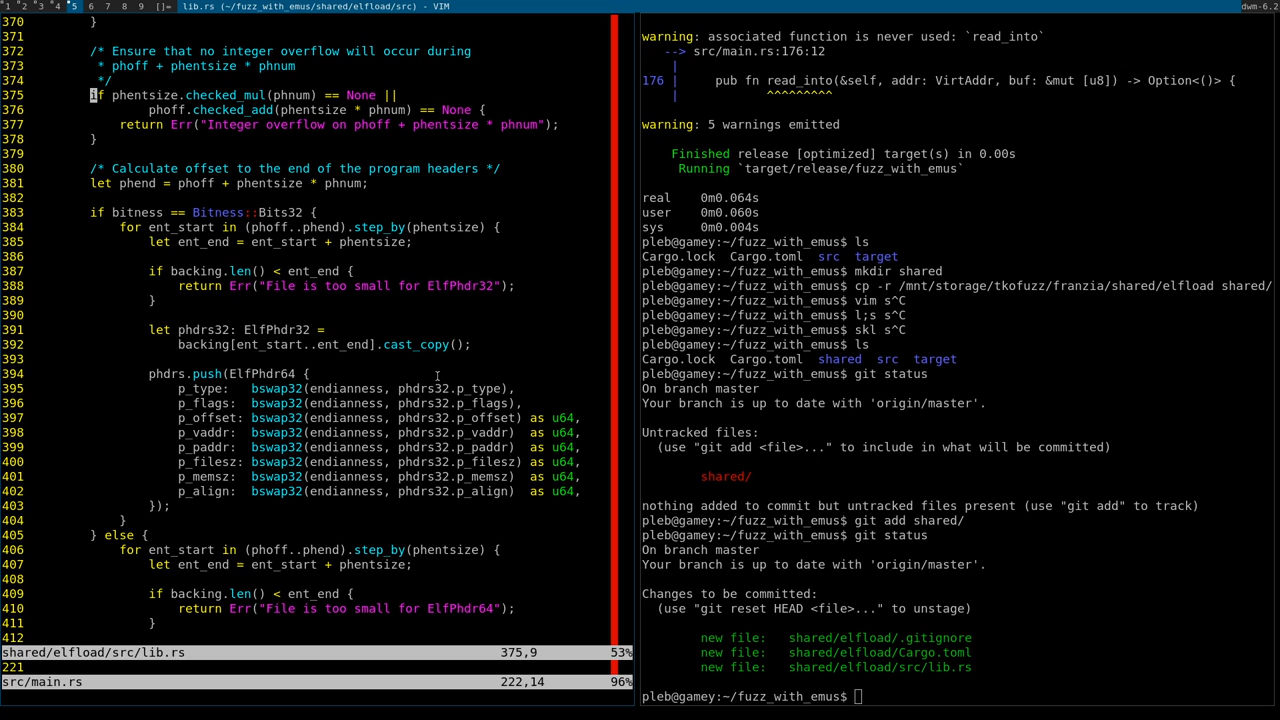 1 2 3 4 5 6 7 8 9 []= lib.rs (~/fuzz_with_emus/shared/elfload/src) - VIM dwm-6.2
370         }
371
372         /* Ensure that no integer overflow will occur during
373          * phoff + phentsize * phnum
374          */
375         if phentsize.checked_mul(phnum) == None ||
376                 phoff.checked_add(phentsize * phnum) == None {
377             return Err("Integer overflow on phoff + phentsize * phnum");
378         }
379
380         /* Calculate offset to the end of the program headers */
381         let phend = phoff + phentsize * phnum;
382
383         if bitness == Bitness::Bits32 {
384             for ent_start in (phoff..phend).step_by(phentsize) {
385                 let ent_end = ent_start + phentsize;
386
387                 if backing.len() < ent_end {
388                     return Err("File is too small for ElfPhdr32");
389                 }
390
391                 let phdrs32: ElfPhdr32 =
392                     backing[ent_start..ent_end].cast_copy();
393
394                 phdrs.push(ElfPhdr64 {
395                     p_type:   bswap32(endianness, phdrs32.p_type),
396                     p_flags:  bswap32(endianness, phdrs32.p_flags),
397                     p_offset: bswap32(endianness, phdrs32.p_offset) as u64,
398                     p_vaddr:  bswap32(endianness, phdrs32.p_vaddr)  as u64,
399                     p_paddr:  bswap32(endianness, phdrs32.p_paddr)  as u64,
400                     p_filesz: bswap32(endianness, phdrs32.p_filesz) as u64,
401                     p_memsz:  bswap32(endianness, phdrs32.p_memsz)  as u64,
402                     p_align:  bswap32(endianness, phdrs32.p_align)  as u64,
403                 });
404             }
405         } else {
406             for ent_start in (phoff..phend).step_by(phentsize) {
407                 let ent_end = ent_start + phentsize;
408
409                 if backing.len() < ent_end {
410                     return Err("File is too small for ElfPhdr64");
411                 }
412
shared/elfload/src/lib.rs 375,9 53%
221
src/main.rs 222,14 96%
warning: associated function is never used: `read_into`
   --> src/main.rs:176:12
    |
176 |     pub fn read_into(&self, addr: VirtAddr, buf: &mut [u8]) -> Option<()> {
    |            ^^^^^^^^^
warning: 5 warnings emitted
    Finished release [optimized] target(s) in 0.00s
     Running `target/release/fuzz_with_emus`
real    0m0.064s
user    0m0.060s
sys     0m0.004s
pleb@gamey:~/fuzz_with_emus$ ls
Cargo.lock  Cargo.toml  src  target
pleb@gamey:~/fuzz_with_emus$ mkdir shared
pleb@gamey:~/fuzz_with_emus$ cp -r /mnt/storage/tkofuzz/franzia/shared/elfload shared/
pleb@gamey:~/fuzz_with_emus$ vim s^C
pleb@gamey:~/fuzz_with_emus$ l;s s^C
pleb@gamey:~/fuzz_with_emus$ skl s^C
pleb@gamey:~/fuzz_with_emus$ ls
Cargo.lock  Cargo.toml  shared  src  target
pleb@gamey:~/fuzz_with_emus$ git status
On branch master
Your branch is up to date with 'origin/master'.
Untracked files:
  (use "git add <file>..." to include in what will be committed)
        shared/
nothing added to commit but untracked files present (use "git add" to track)
pleb@gamey:~/fuzz_with_emus$ git add shared/
pleb@gamey:~/fuzz_with_emus$ git status
On branch master
Your branch is up to date with 'origin/master'.
Changes to be committed:
  (use "git reset HEAD <file>..." to unstage)
        new file:   shared/elfload/.gitignore
        new file:   shared/elfload/Cargo.toml
        new file:   shared/elfload/src/lib.rs
pleb@gamey:~/fuzz_with_emus$